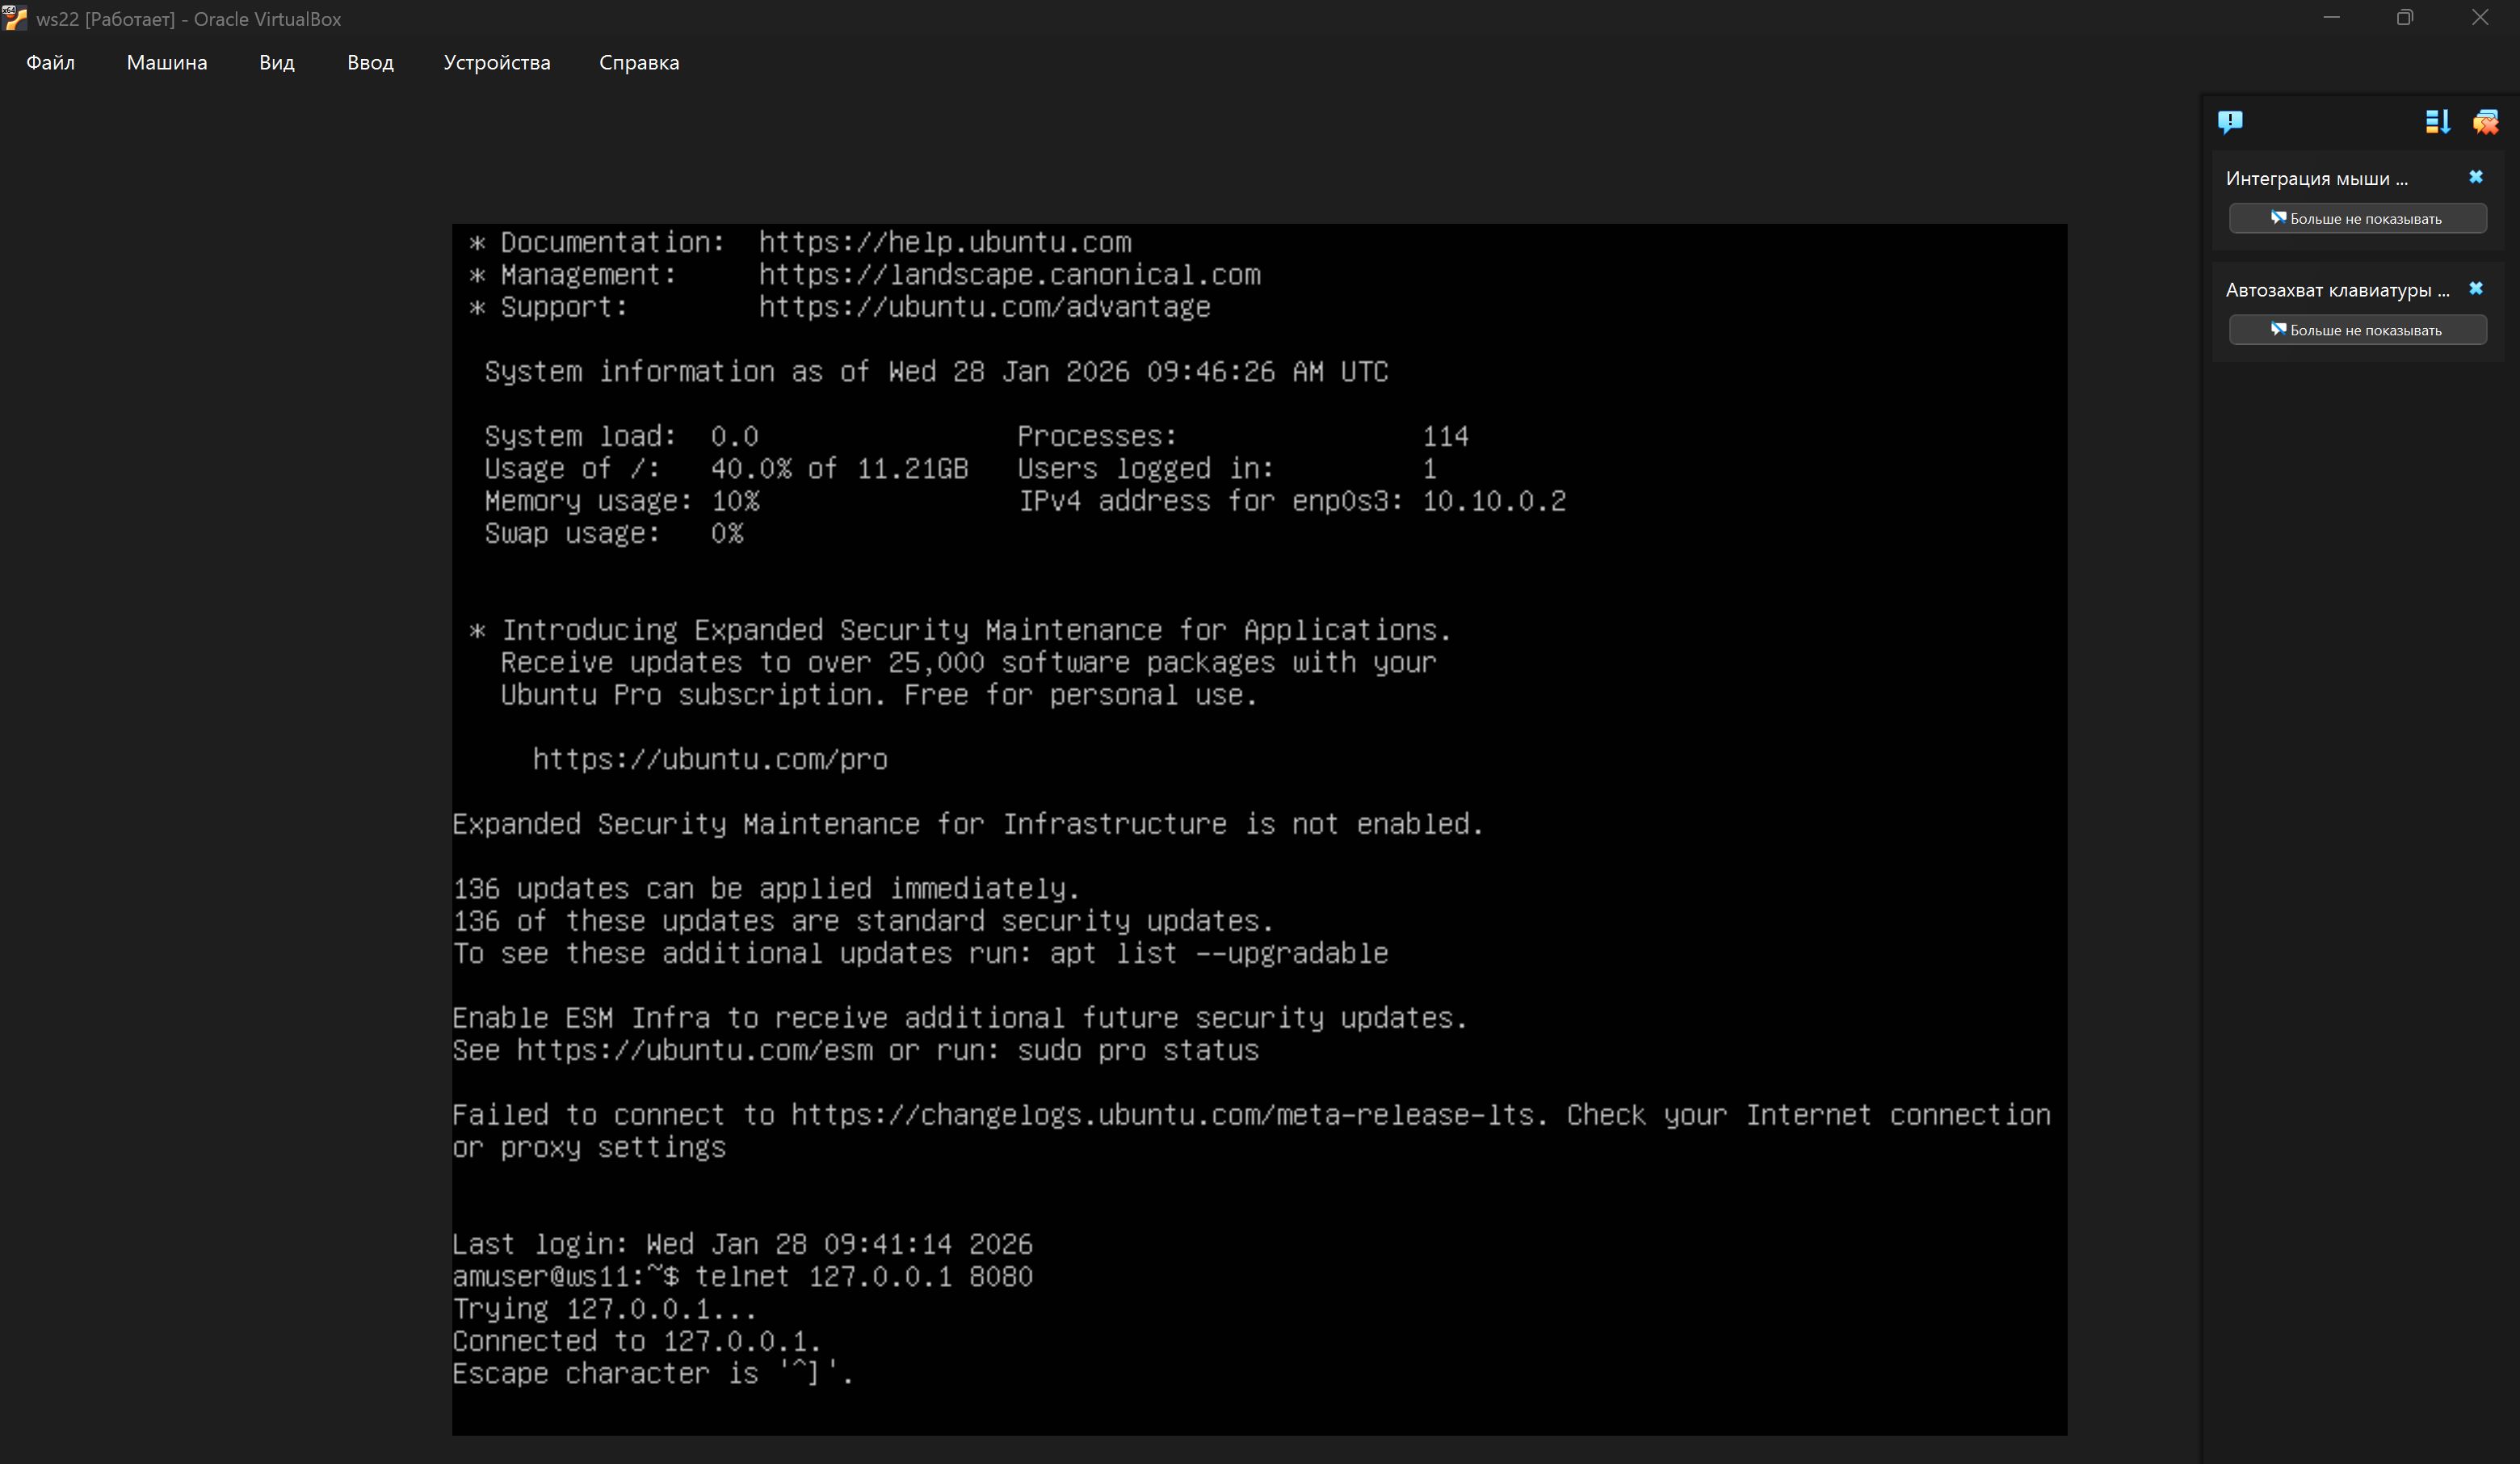 ws22 [Работает] - Oracle VirtualBox
Файл Машина Вид Ввод Устройства Справка
Интеграция мыши ...
Больше не показывать
Автозахват клавиатуры ...
Больше не показывать
* Documentation:  https://help.ubuntu.com
* Management:     https://landscape.canonical.com
* Support:        https://ubuntu.com/advantage
System information as of Wed 28 Jan 2026 09:46:26 AM UTC
System load:  0.0                Processes:               114
Usage of /:   40.0% of 11.21GB   Users logged in:         1
Memory usage: 10%                IPv4 address for enp0s3: 10.10.0.2
Swap usage:   0%
* Introducing Expanded Security Maintenance for Applications.
Receive updates to over 25,000 software packages with your
Ubuntu Pro subscription. Free for personal use.
https://ubuntu.com/pro
Expanded Security Maintenance for Infrastructure is not enabled.
136 updates can be applied immediately.
136 of these updates are standard security updates.
To see these additional updates run: apt list --upgradable
Enable ESM Infra to receive additional future security updates.
See https://ubuntu.com/esm or run: sudo pro status
Failed to connect to https://changelogs.ubuntu.com/meta-release-lts. Check your Internet connection
or proxy settings
Last login: Wed Jan 28 09:41:14 2026
amuser@ws11:~$ telnet 127.0.0.1 8080
Trying 127.0.0.1...
Connected to 127.0.0.1.
Escape character is '^]'.